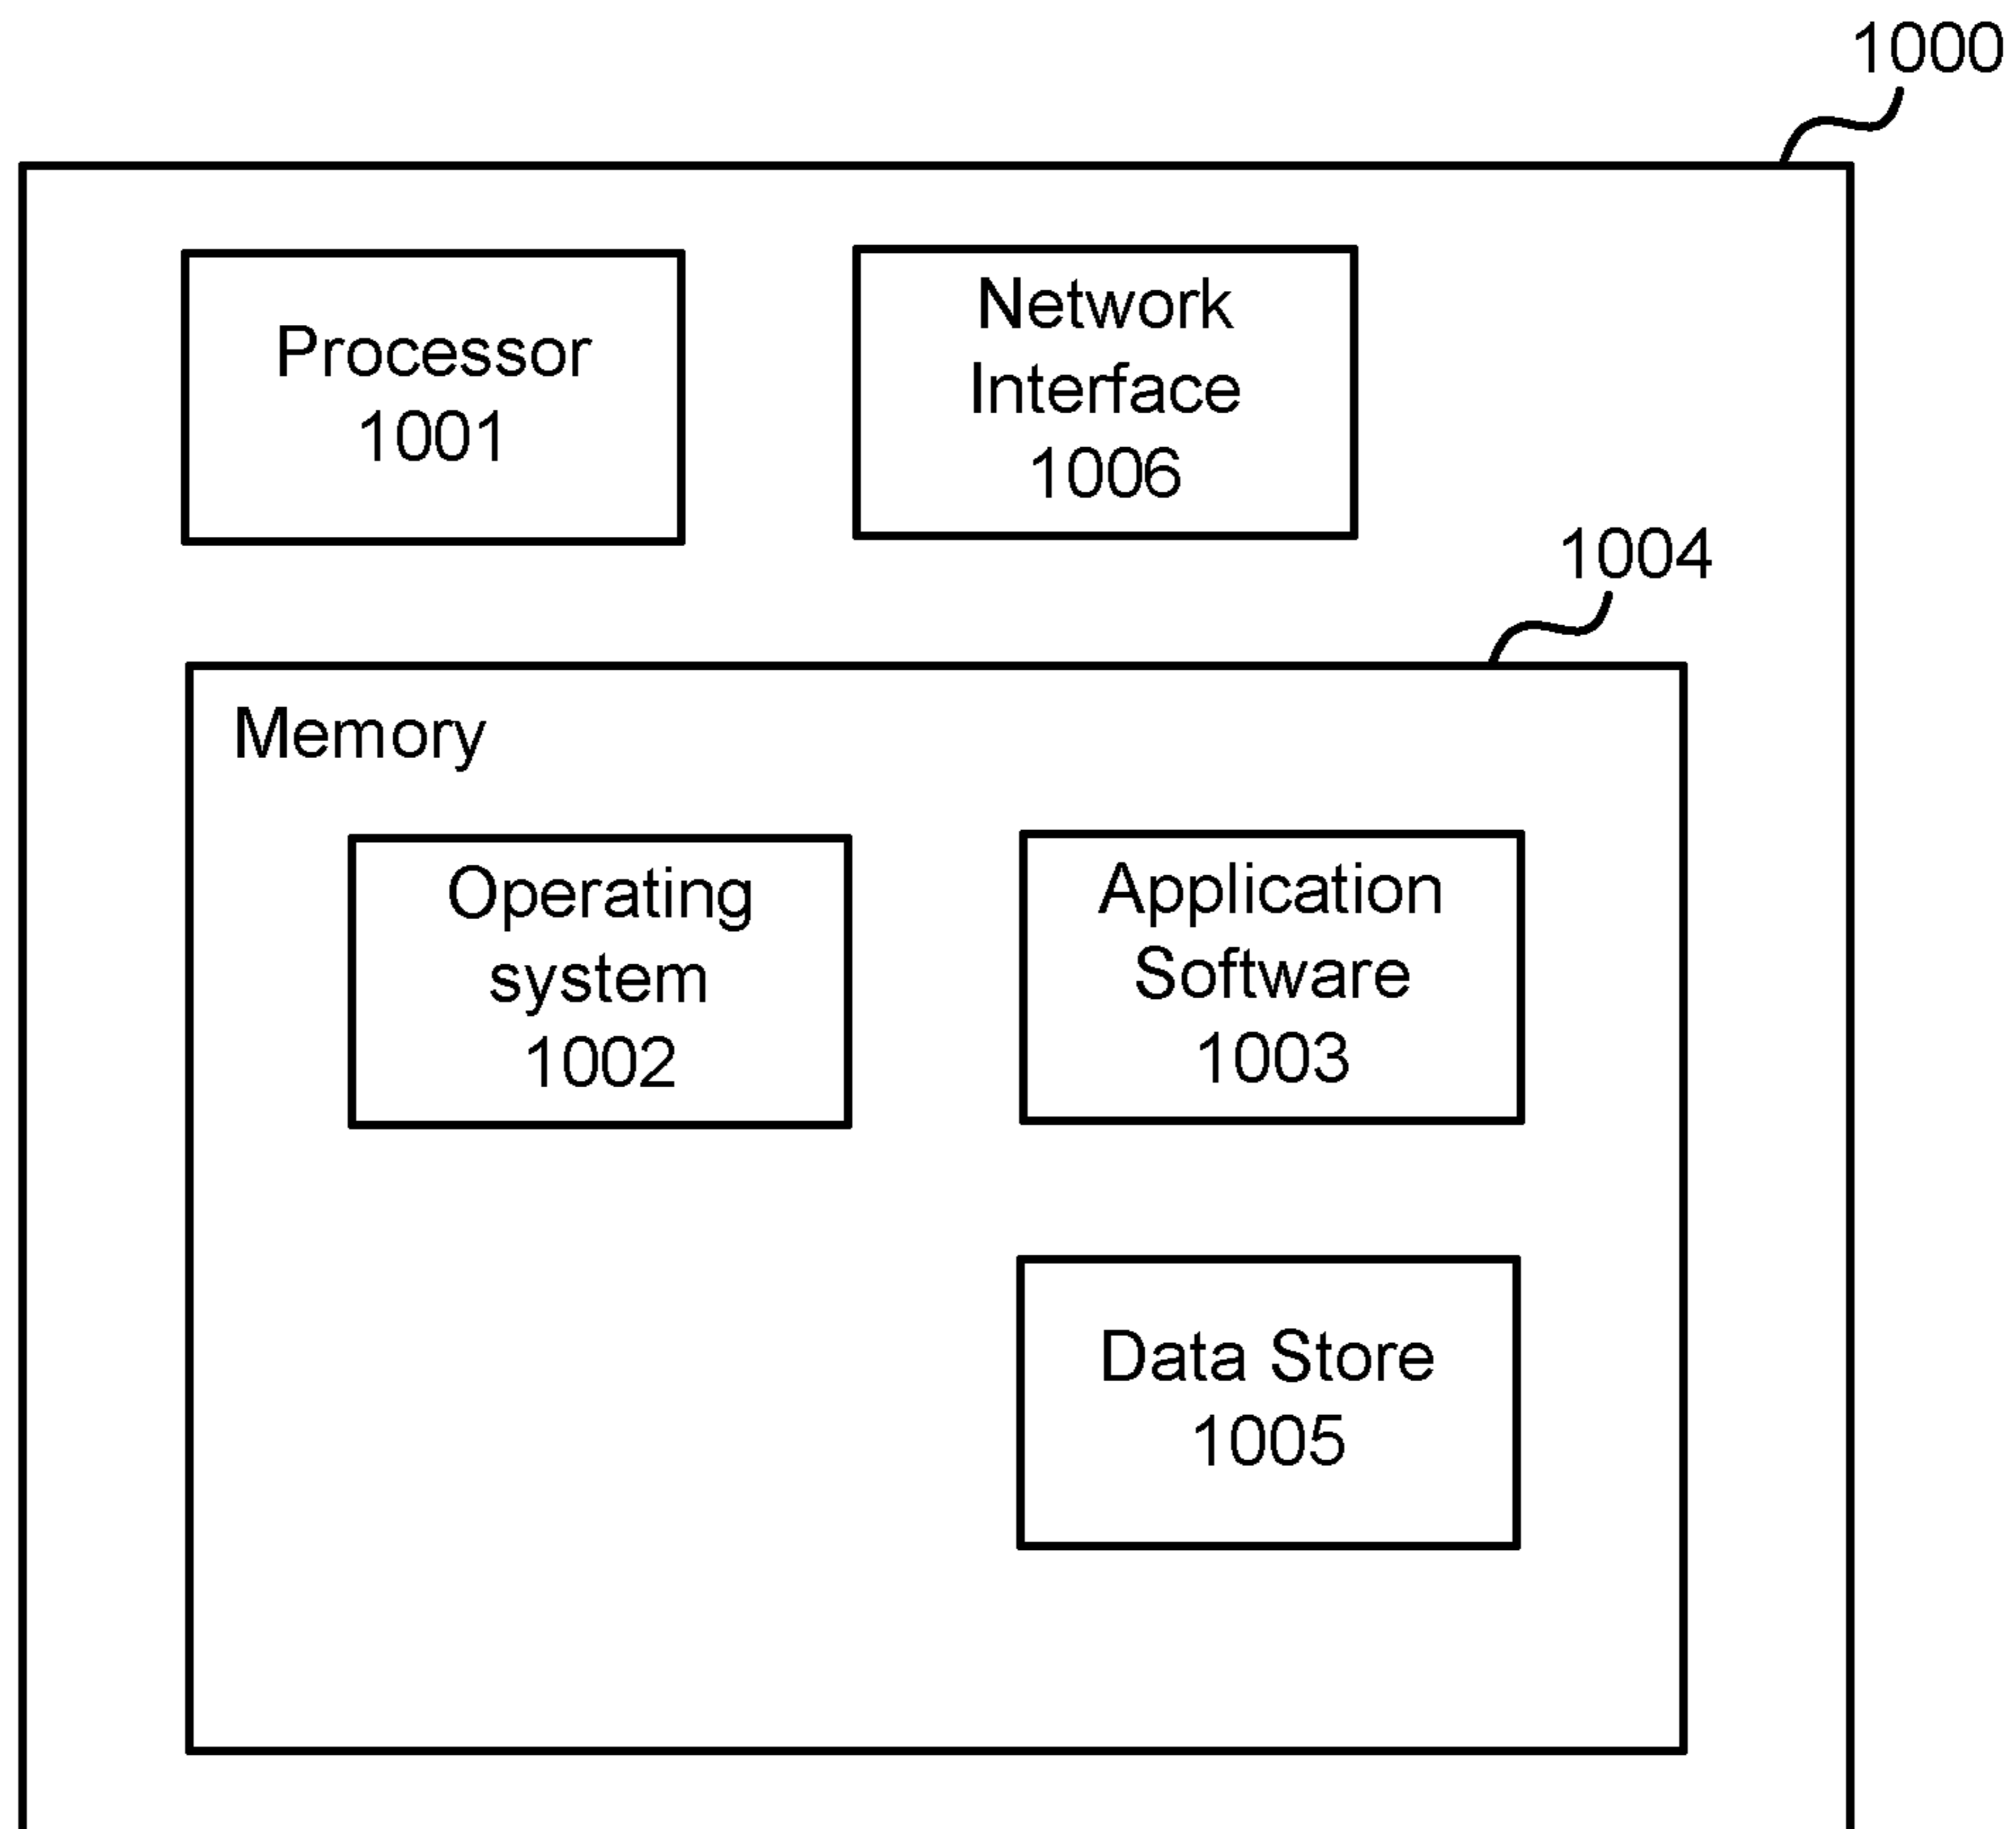 1000
Processor
1001
Network
Interface
1006
1004
Memory
Operating
system
1002
Application
Software
1003
Data Store
1005